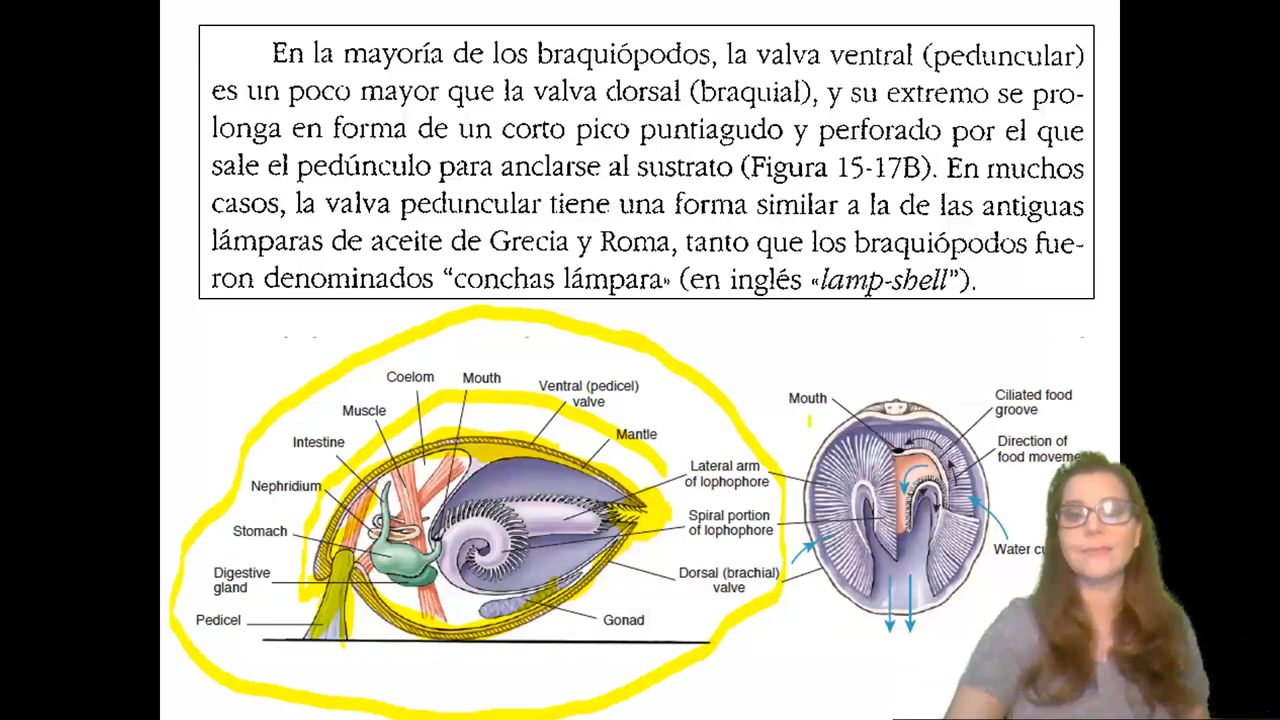 En la mayoría de los braquiópodos, la valva ventral (peduncular)
es un poco mayor que la valva dorsal (braquial), y su extremo se pro-
longa en forma de un corto pico puntiagudo y perforado por el que
sale el pedúnculo para anclarse al sustrato (Figura 15-17B). En muchos
casos, la valva peduncular tiene una forma similar a la de las antiguas
lámparas de aceite de Grecia y Roma, tanto que los braquiópodos fue-
ron denominados “conchas lámpara» (en inglés «lamp-shell”).
Coelom
Mouth
Ventral (pedicel)
valve
Muscle
Mantle
Intestine
Lateral arm
of lophophore
Nephridium
Spiral portion
of lophophore
Stomach
Digestive
gland
Dorsal (brachial)
valve
Pedicel
Gonad
Mouth
Ciliated food
groove
Direction of
food moveme
Water cu